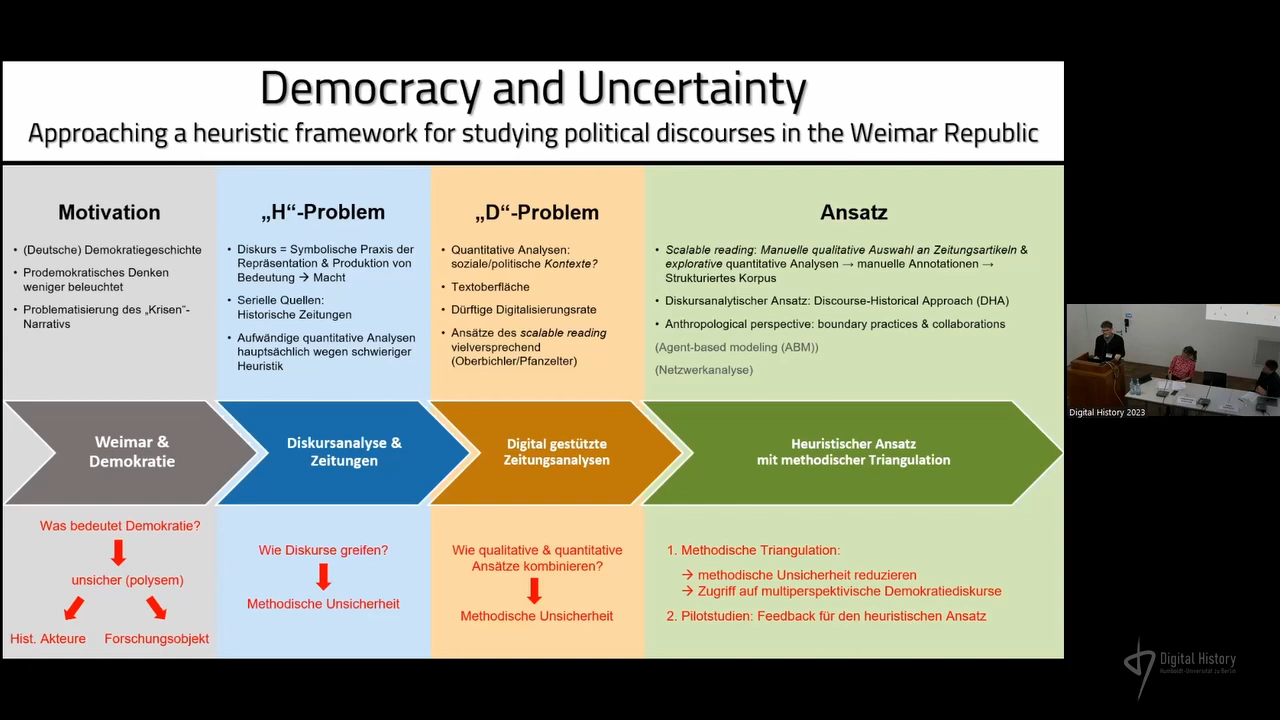 Democracy and Uncertainty
Approaching a heuristic framework for studying political discourses in the Weimar Republic
Motivation
• (Deutsche) Demokratiegeschichte
• Prodemokratisches Denken
weniger beleuchtet
• Problematisierung des „Krisen“-
Narrativs
Weimar &
Demokratie
Was bedeutet Demokratie?
unsicher (polysem)
Hist. Akteure Forschungsobjekt
„H“-Problem
• Diskurs = Symbolische Praxis der
Repräsentation & Produktion von
Bedeutung → Macht
• Serielle Quellen:
Historische Zeitungen
• Aufwändige quantitative Analysen
hauptsächlich wegen schwieriger
Heuristik
Diskursanalyse &
Zeitungen
Wie Diskurse greifen?
Methodische Unsicherheit
„D“-Problem
• Quantitative Analysen:
soziale/politische Kontexte?
• Textoberfläche
• Dürftige Digitalisierungsrate
• Ansätze des scalable reading
vielversprechend
(Oberbichler/Pfanzelter)
Digital gestützte
Zeitungsanalysen
Wie qualitative & quantitative
Ansätze kombinieren?
Methodische Unsicherheit
Ansatz
• Scalable reading: Manuelle qualitative Auswahl an Zeitungsartikeln &
explorative quantitative Analysen → manuelle Annotationen →
Strukturiertes Korpus
• Diskursanalytischer Ansatz: Discourse-Historical Approach (DHA)
• Anthropological perspective: boundary practices & collaborations
(Agent-based modeling (ABM))
(Netzwerkanalyse)
Heuristischer Ansatz
mit methodischer Triangulation
1. Methodische Triangulation:
→ methodische Unsicherheit reduzieren
→ Zugriff auf multiperspektivische Demokratiediskurse
2. Pilotstudien: Feedback für den heuristischen Ansatz
Digital History 2023
Digital History
Humboldt-Universität zu Berlin